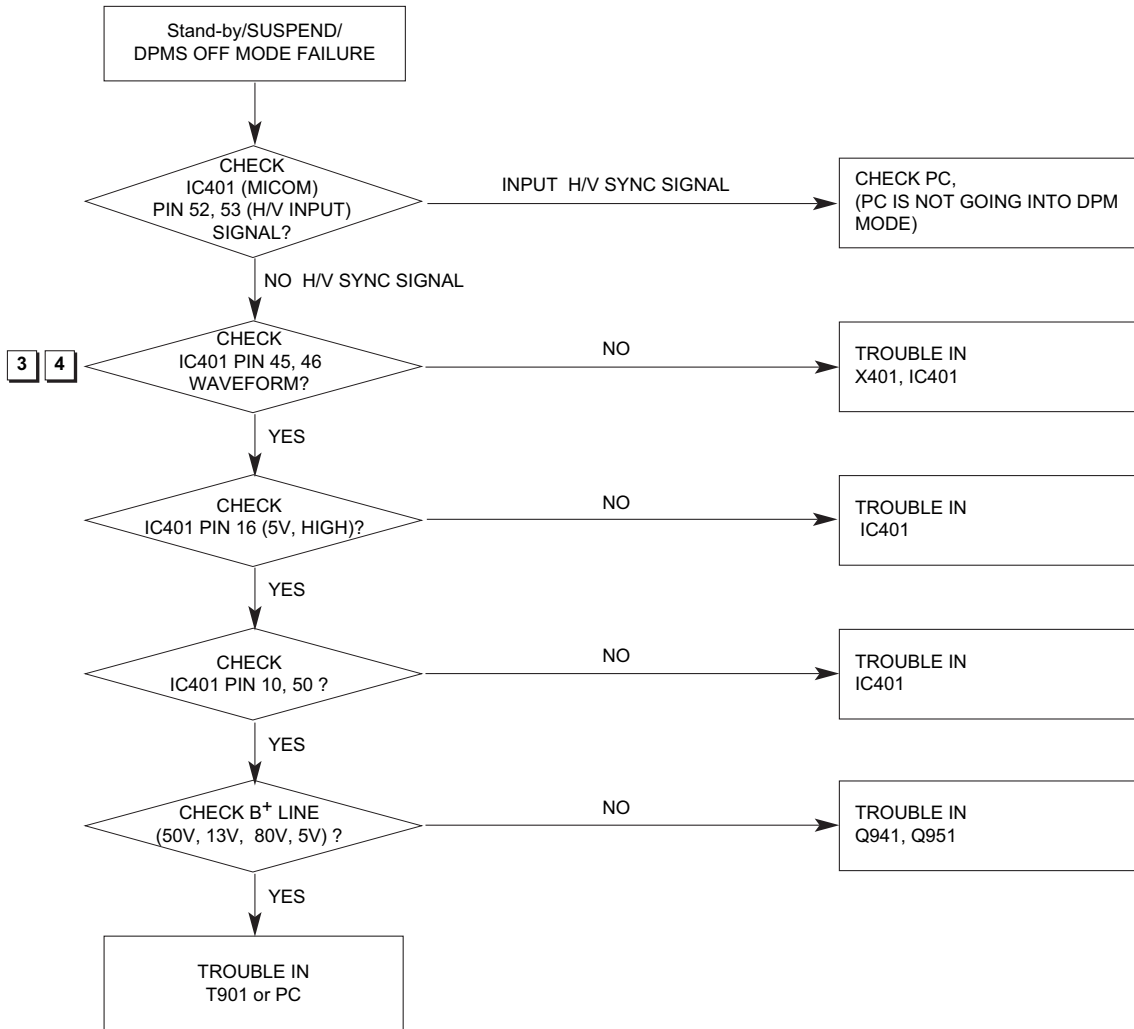 Stand-by/SUSPEND/
DPMS OFF MODE FAILURE
CHECK
IC401 (MICOM)
PIN 52, 53 (H/V INPUT)
SIGNAL?
INPUT H/V SYNC SIGNAL
CHECK PC,
(PC IS NOT GOING INTO DPM
MODE)
NO H/V SYNC SIGNAL
3 4
CHECK
IC401 PIN 45, 46
WAVEFORM?
NO
TROUBLE IN
X401, IC401
YES
CHECK
IC401 PIN 16 (5V, HIGH)?
NO
TROUBLE IN
IC401
YES
CHECK
IC401 PIN 10, 50 ?
NO
TROUBLE IN
IC401
YES
CHECK B+ LINE
(50V, 13V, 80V, 5V) ?
NO
TROUBLE IN
Q941, Q951
YES
TROUBLE IN
T901 or PC